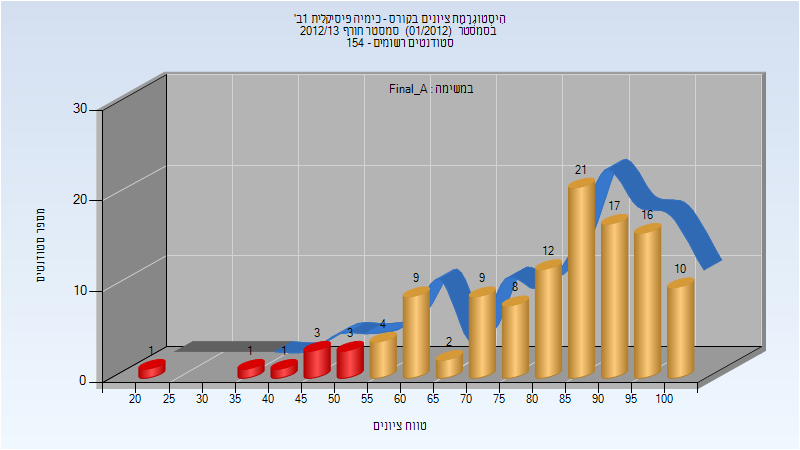 היסטוגרמת ציונים בקורס - כימיה פיסיקלית 1ב'
בסמסטר (01/2012) סמסטר חורף 2012/13
סטודנטים רשומים - 154
במשימה : Final_A
מספר סטודנטים
30
20
10
0
1
1
1
3
3
4
9
2
9
8
12
21
17
16
10
20 25 30 35 40 45 50 55 60 65 70 75 80 85 90 95 100
טווח ציונים